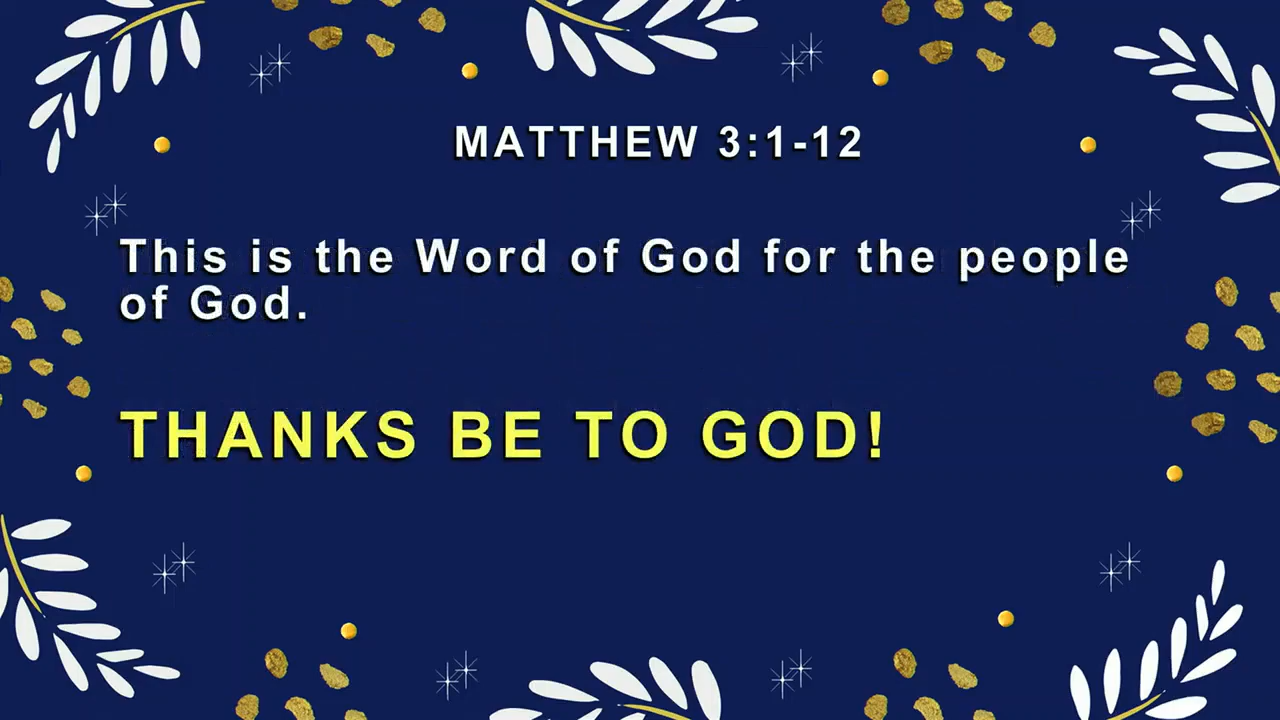 MATTHEW 3:1-12
This is the Word of God for the people
of God.
THANKS BE TO GOD!